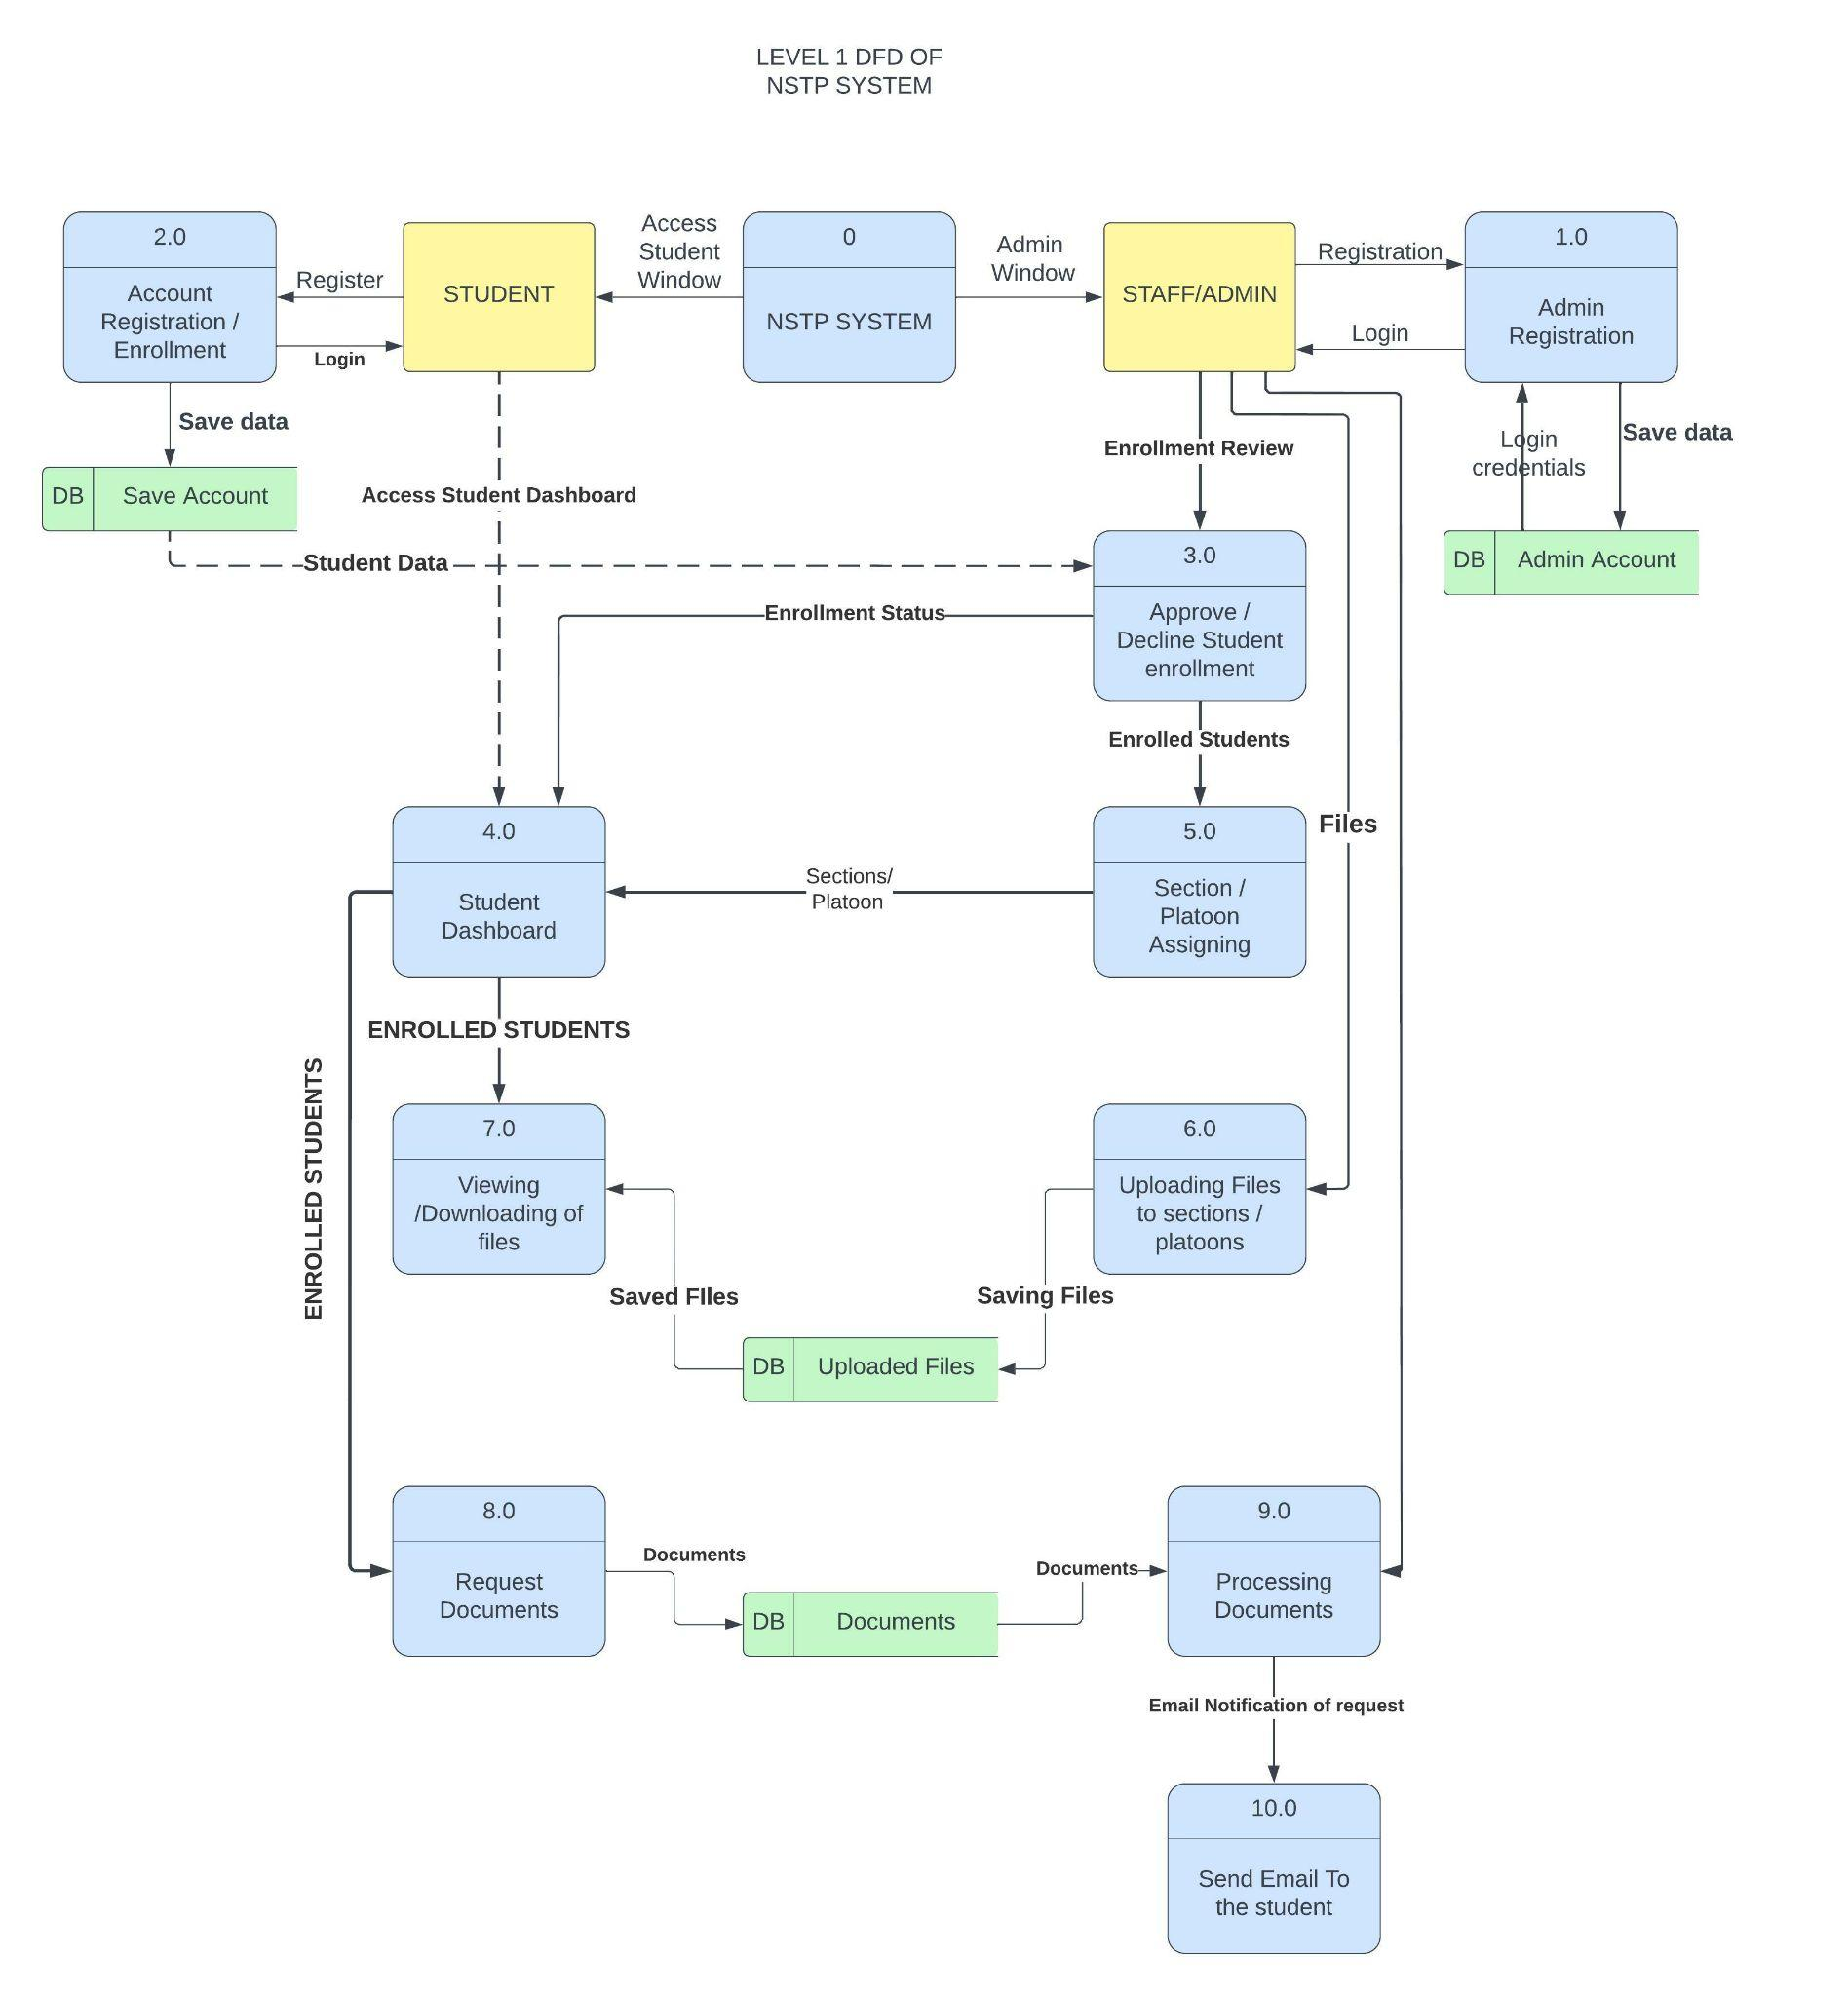 LEVEL 1 DFD OF
NSTP SYSTEM
2.0
Account
Registration /
Enrollment
Register
Login
STUDENT
Access
Student
Window
0
NSTP SYSTEM
Admin
Window
STAFF/ADMIN
Registration
Login
1.0
Admin
Registration
Save data
DB
Save Account
Access Student Dashboard
Enrollment Review
Login
credentials
Save data
DB
Admin Account
Student Data
3.0
Approve /
Decline Student
enrollment
Enrollment Status
Enrolled Students
4.0
Student
Dashboard
Sections/
Platoon
5.0
Section /
Platoon
Assigning
Files
ENROLLED STUDENTS
ENROLLED STUDENTS
7.0
Viewing
/Downloading of
files
6.0
Uploading Files
to sections /
platoons
Saved FIles
Saving Files
DB
Uploaded Files
8.0
Request
Documents
Documents
DB
Documents
Documents
9.0
Processing
Documents
Email Notification of request
10.0
Send Email To
the student